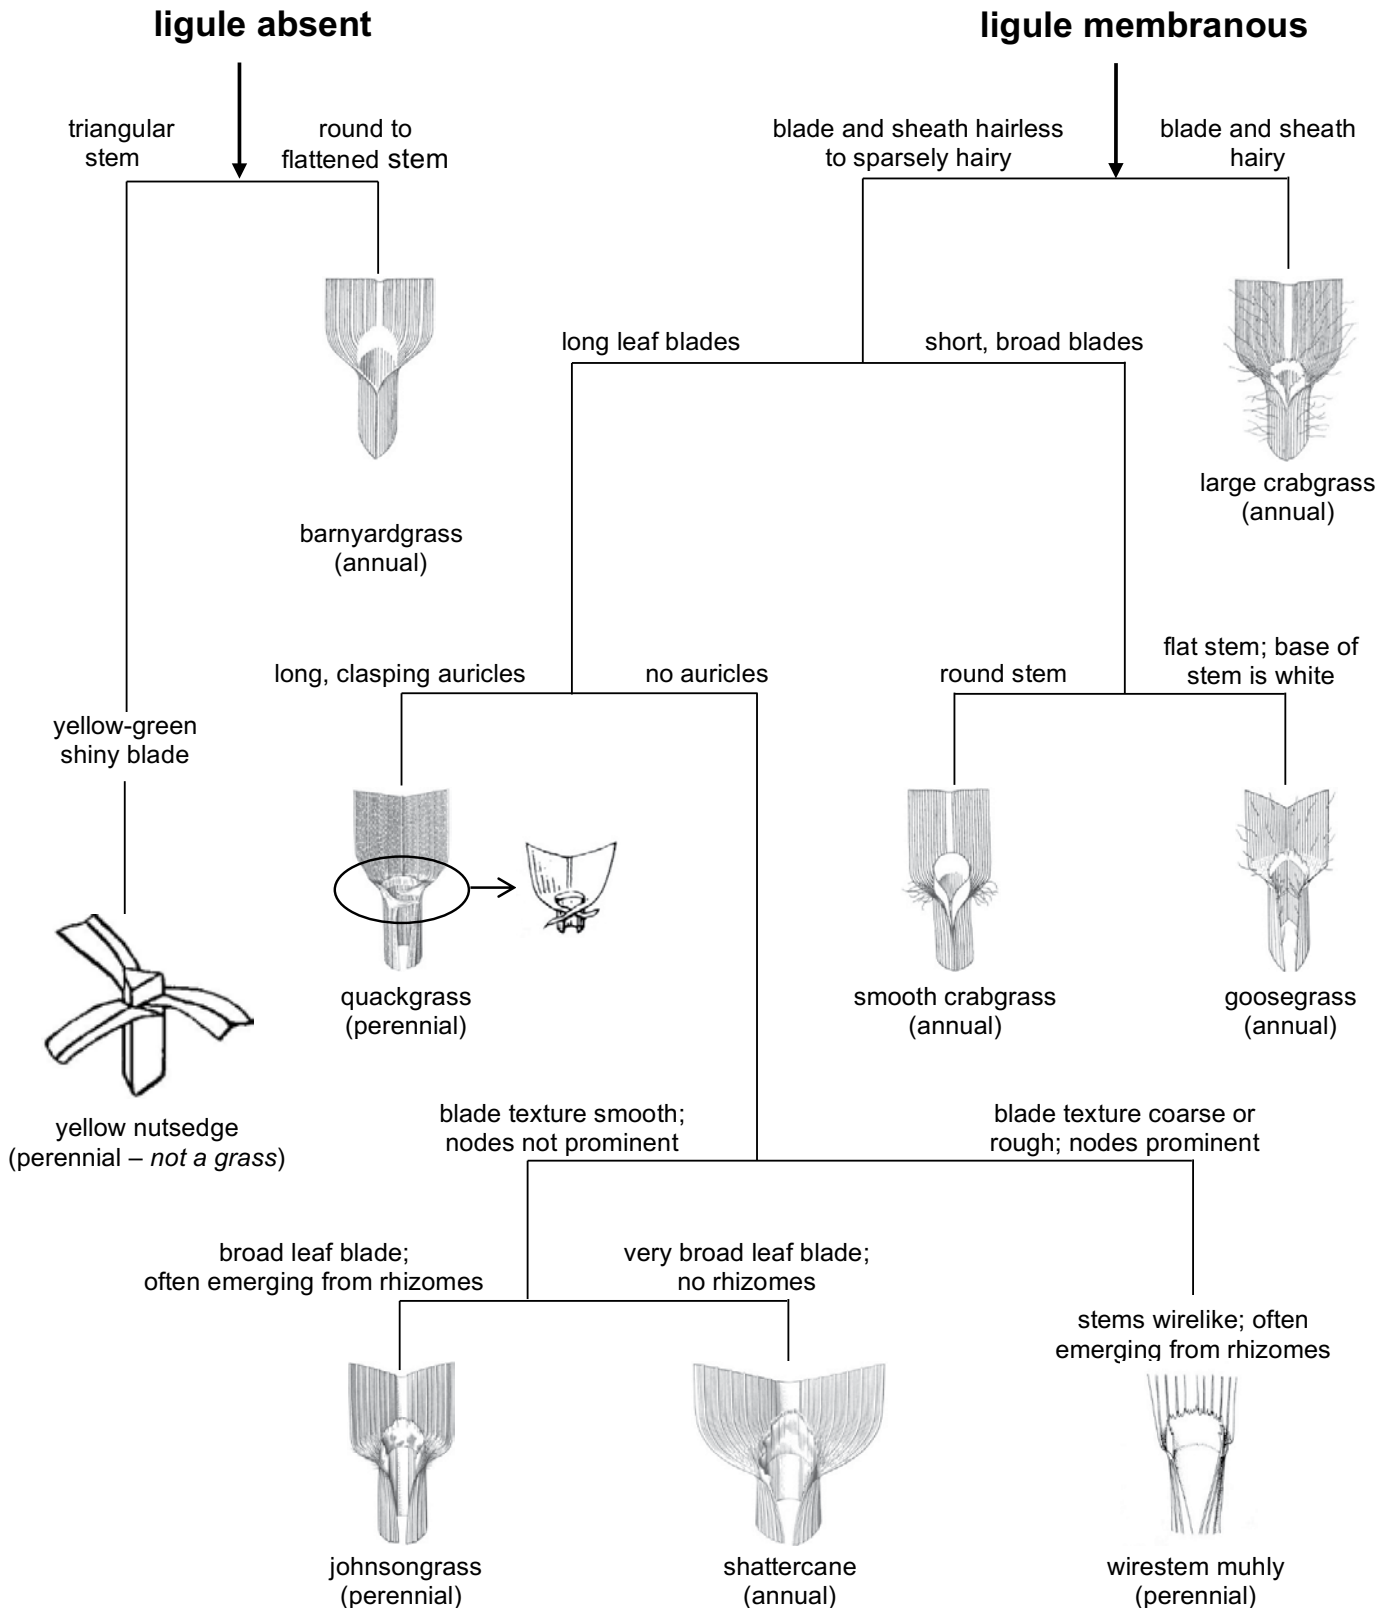 ligule absent
ligule membranous
triangular
stem
round to
flattened stem
blade and sheath hairless
to sparsely hairy
blade and sheath
hairy
long leaf blades
short, broad blades
large crabgrass
(annual)
barnyardgrass
(annual)
long, clasping auricles
no auricles
round stem
flat stem; base of
stem is white
yellow-green
shiny blade
quackgrass
(perennial)
smooth crabgrass
(annual)
goosegrass
(annual)
yellow nutsedge
(perennial – not a grass)
blade texture smooth;
nodes not prominent
blade texture coarse or
rough; nodes prominent
broad leaf blade;
often emerging from rhizomes
very broad leaf blade;
no rhizomes
stems wirelike; often
emerging from rhizomes
johnsongrass
(perennial)
shattercane
(annual)
wirestem muhly
(perennial)